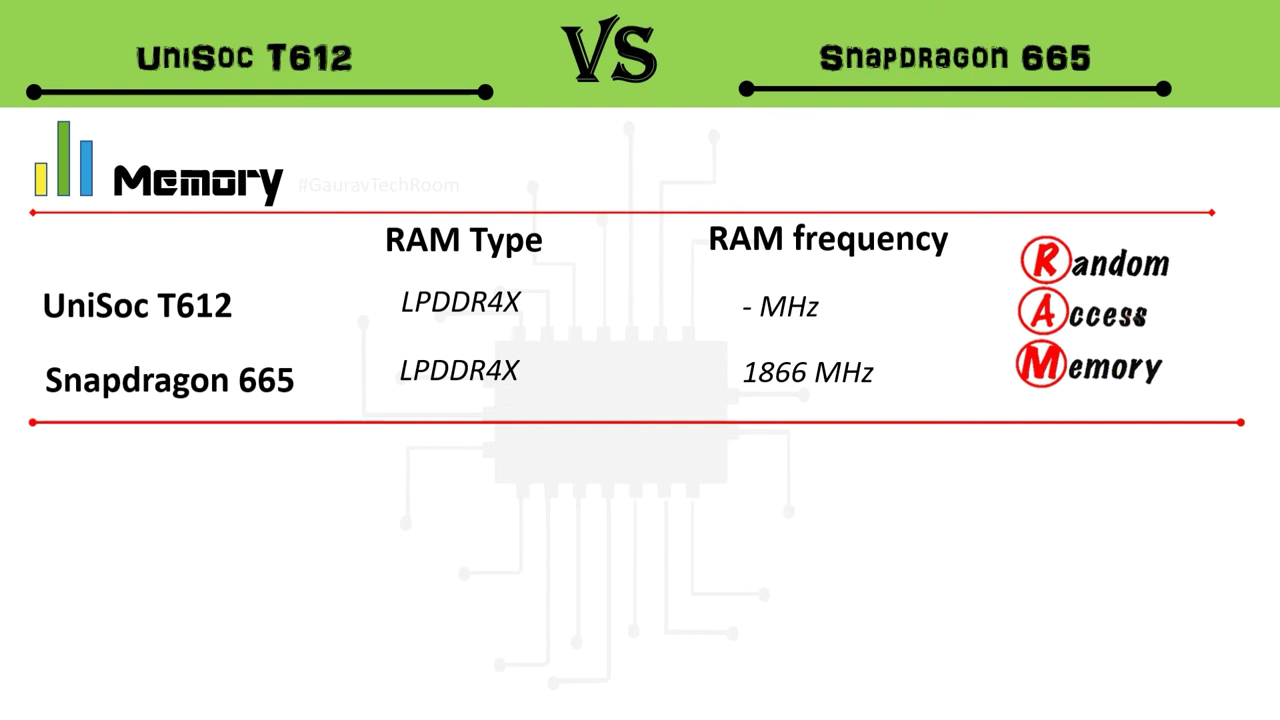 UniSoc T612 VS Snapdragon 665
Memory #GauravTechRoom
RAM Type RAM frequency
UniSoc T612 LPDDR4X - MHz
Snapdragon 665 LPDDR4X 1866 MHz
Random
Access
Memory